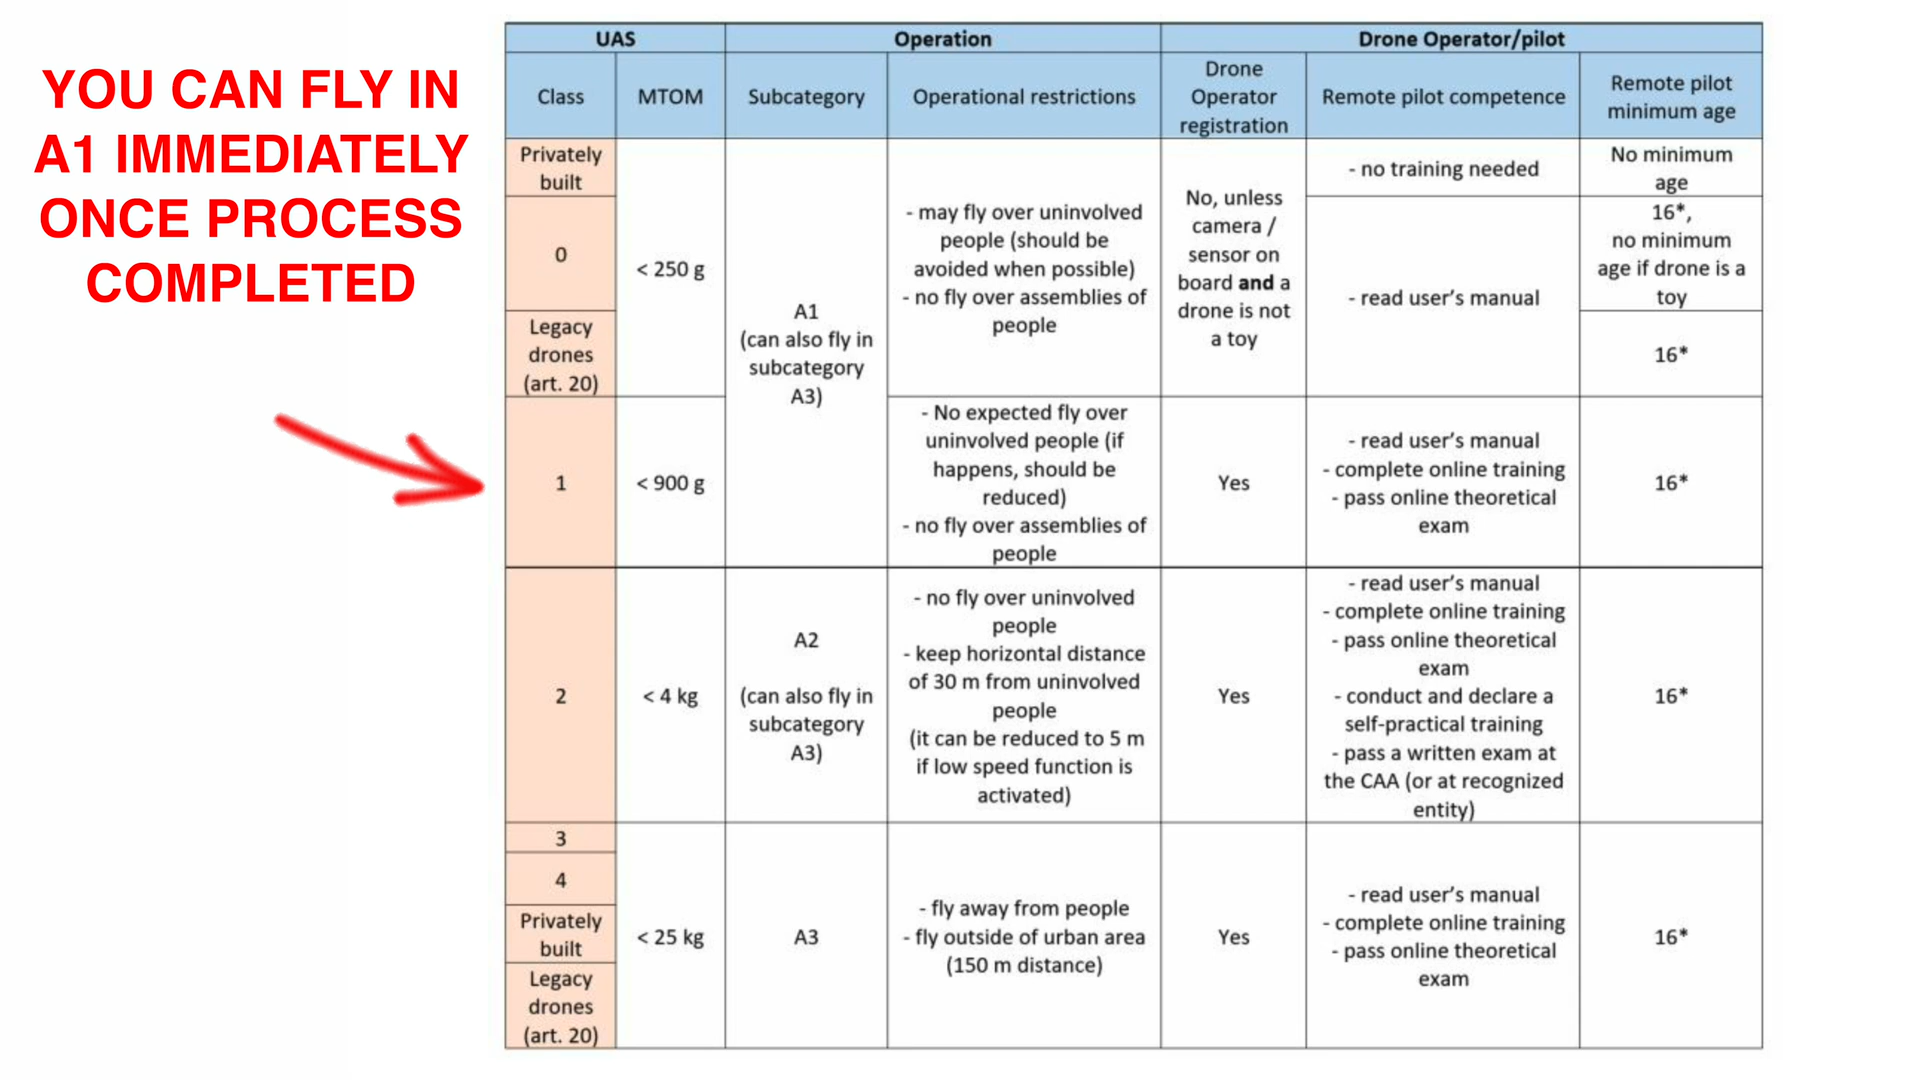 YOU CAN FLY IN
A1 IMMEDIATELY
ONCE PROCESS
COMPLETED
UAS
Operation
Drone Operator/pilot
Class
MTOM
Subcategory
Operational restrictions
Drone
Operator
registration
Remote pilot competence
Remote pilot
minimum age
Privately
built
0
Legacy
drones
(art. 20)
< 250 g
A1
(can also fly in
subcategory
A3)
- may fly over uninvolved
people (should be
avoided when possible)
- no fly over assemblies of
people
No, unless
camera /
sensor on
board and a
drone is not
a toy
- no training needed
- read user's manual
No minimum
age
16*,
no minimum
age if drone is a
toy
16*
1
< 900 g
- No expected fly over
uninvolved people (if
happens, should be
reduced)
- no fly over assemblies of
people
Yes
- read user's manual
- complete online training
- pass online theoretical
exam
16*
2
< 4 kg
A2
(can also fly in
subcategory
A3)
- no fly over uninvolved
people
- keep horizontal distance
of 30 m from uninvolved
people
(it can be reduced to 5 m
if low speed function is
activated)
Yes
- read user's manual
- complete online training
- pass online theoretical
exam
- conduct and declare a
self-practical training
- pass a written exam at
the CAA (or at recognized
entity)
16*
3
4
Privately
built
Legacy
drones
(art. 20)
< 25 kg
A3
- fly away from people
- fly outside of urban area
(150 m distance)
Yes
- read user's manual
- complete online training
- pass online theoretical
exam
16*